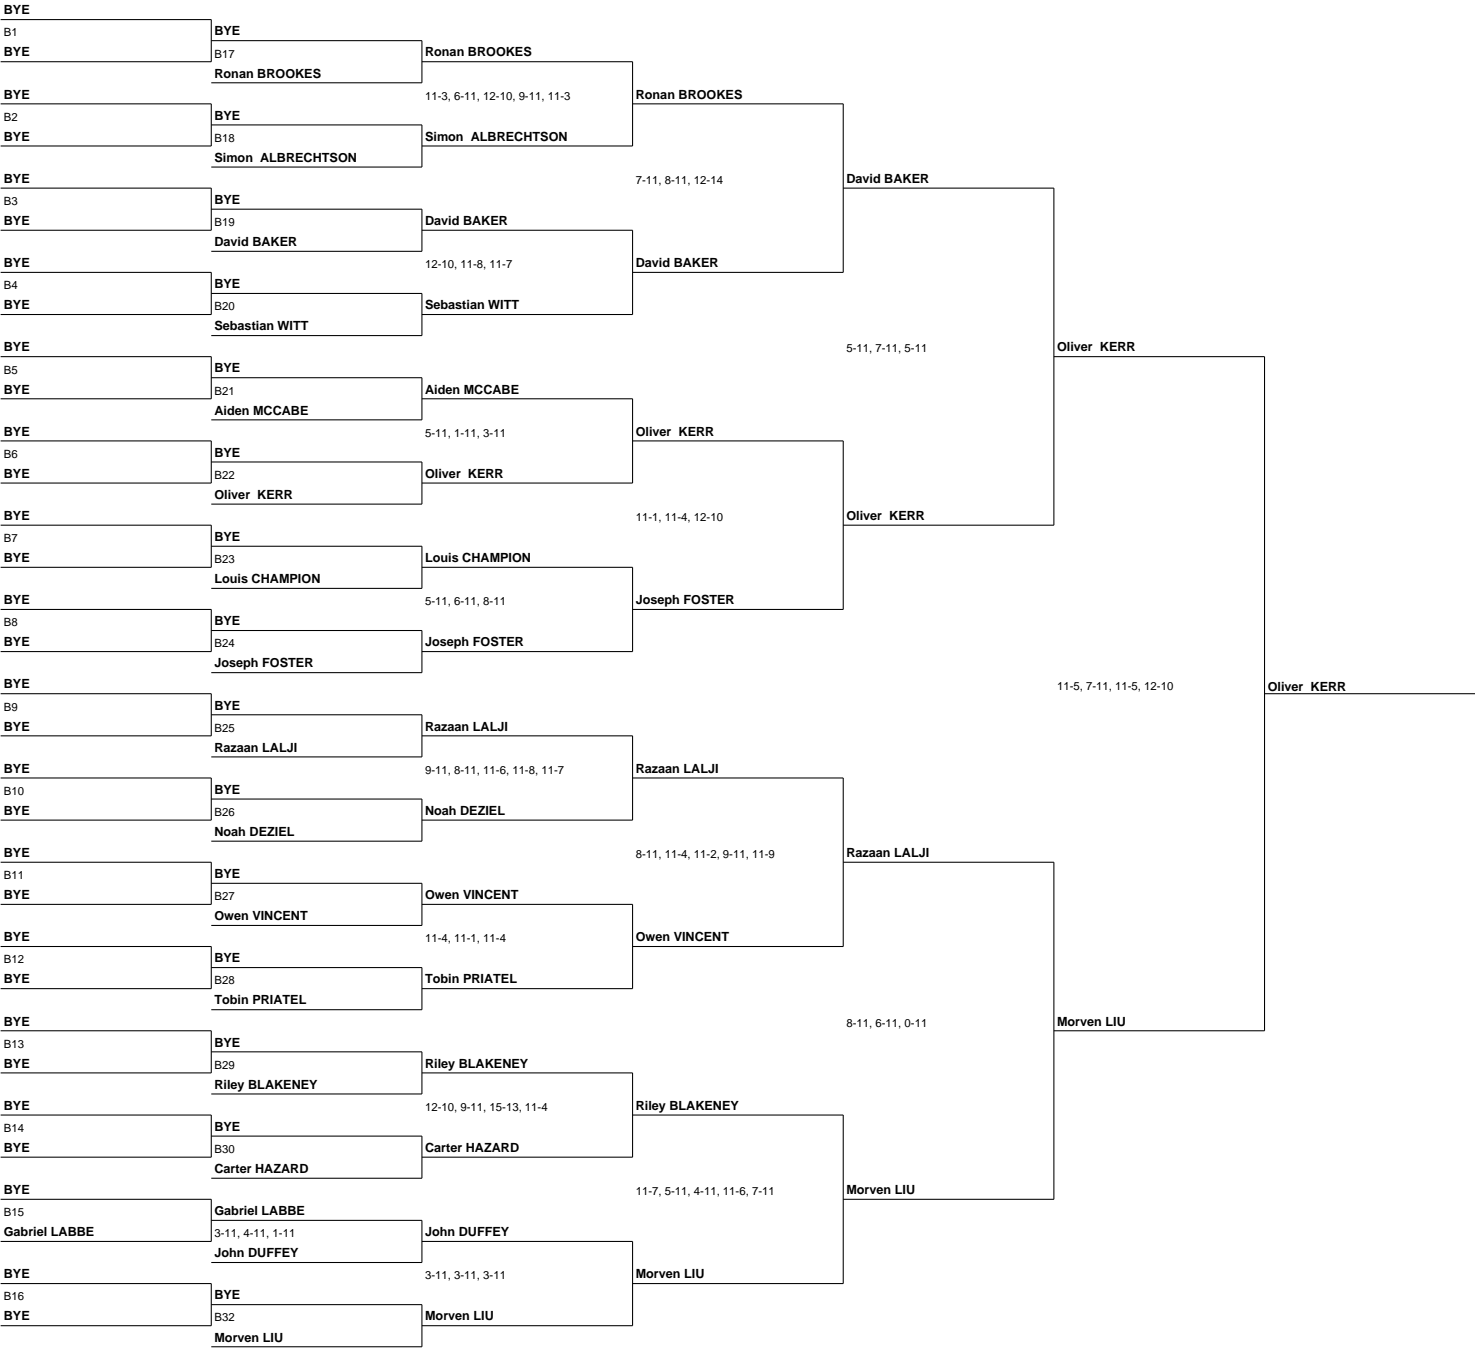 BYE
B1
BYE
BYE
B17
Ronan BROOKES
Ronan BROOKES
11-3, 6-11, 12-10, 9-11, 11-3
Ronan BROOKES
BYE
B2
BYE
BYE
B18
Simon ALBRECHTSON
Simon ALBRECHTSON
7-11, 8-11, 12-14
David BAKER
BYE
B3
BYE
BYE
B19
David BAKER
David BAKER
12-10, 11-8, 11-7
David BAKER
BYE
B4
BYE
BYE
B20
Sebastian WITT
Sebastian WITT
5-11, 7-11, 5-11
Oliver KERR
BYE
B5
BYE
BYE
B21
Aiden MCCABE
Aiden MCCABE
5-11, 1-11, 3-11
Oliver KERR
BYE
B6
BYE
BYE
B22
Oliver KERR
Oliver KERR
11-1, 11-4, 12-10
Oliver KERR
BYE
B7
BYE
BYE
B23
Louis CHAMPION
Louis CHAMPION
5-11, 6-11, 8-11
Joseph FOSTER
BYE
B8
BYE
BYE
B24
Joseph FOSTER
Joseph FOSTER
11-5, 7-11, 11-5, 12-10
Oliver KERR
BYE
B9
BYE
BYE
B25
Razaan LALJI
Razaan LALJI
9-11, 8-11, 11-6, 11-8, 11-7
Razaan LALJI
BYE
B10
BYE
BYE
B26
Noah DEZIEL
Noah DEZIEL
8-11, 11-4, 11-2, 9-11, 11-9
Razaan LALJI
BYE
B11
BYE
BYE
B27
Owen VINCENT
Owen VINCENT
11-4, 11-1, 11-4
Owen VINCENT
BYE
B12
BYE
BYE
B28
Tobin PRIATEL
Tobin PRIATEL
8-11, 6-11, 0-11
Morven LIU
BYE
B13
BYE
BYE
B29
Riley BLAKENEY
Riley BLAKENEY
12-10, 9-11, 15-13, 11-4
Riley BLAKENEY
BYE
B14
BYE
BYE
B30
Carter HAZARD
Carter HAZARD
11-7, 5-11, 4-11, 11-6, 7-11
Morven LIU
BYE
B15
Gabriel LABBE
Gabriel LABBE
3-11, 4-11, 1-11
John DUFFEY
John DUFFEY
3-11, 3-11, 3-11
Morven LIU
BYE
B16
BYE
BYE
B32
Morven LIU
Morven LIU